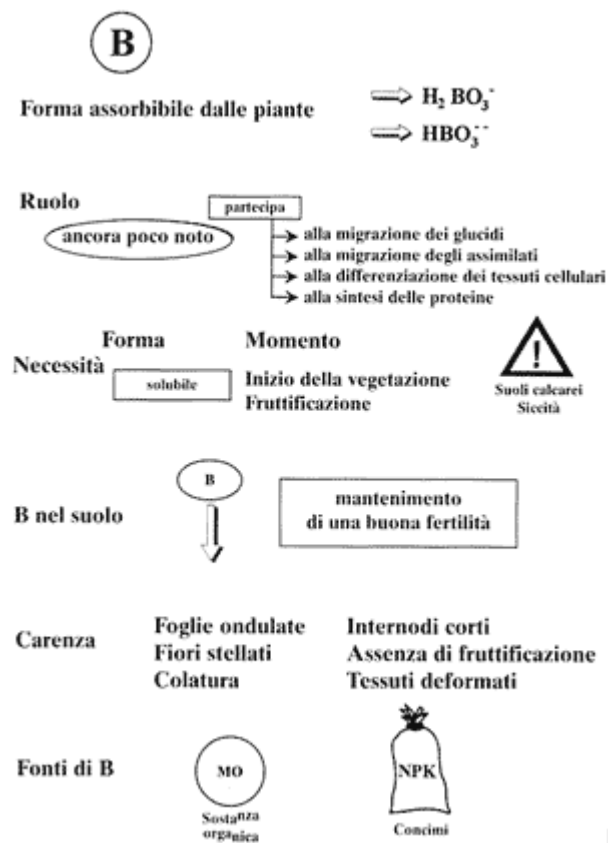 B
Forma assorbibile dalle piante
H₂ BO₃⁻
HBO₃⁻⁻
Ruolo
partecipa
ancora poco noto
alla migrazione dei glucidi
alla migrazione degli assimilati
alla differenziazione dei tessuti cellulari
alla sintesi delle proteine
Forma
Momento
Necessità
solubile
Inizio della vegetazione
Fruttificazione
!
Suoli calcarei
Siccità
B nel suolo
B
mantenimento
di una buona fertilità
Carenza
Foglie ondulate
Fiori stellati
Colatura
Internodi corti
Assenza di fruttificazione
Tessuti deformati
Fonti di B
MO
Sostanza
organica
NPK
Concimi